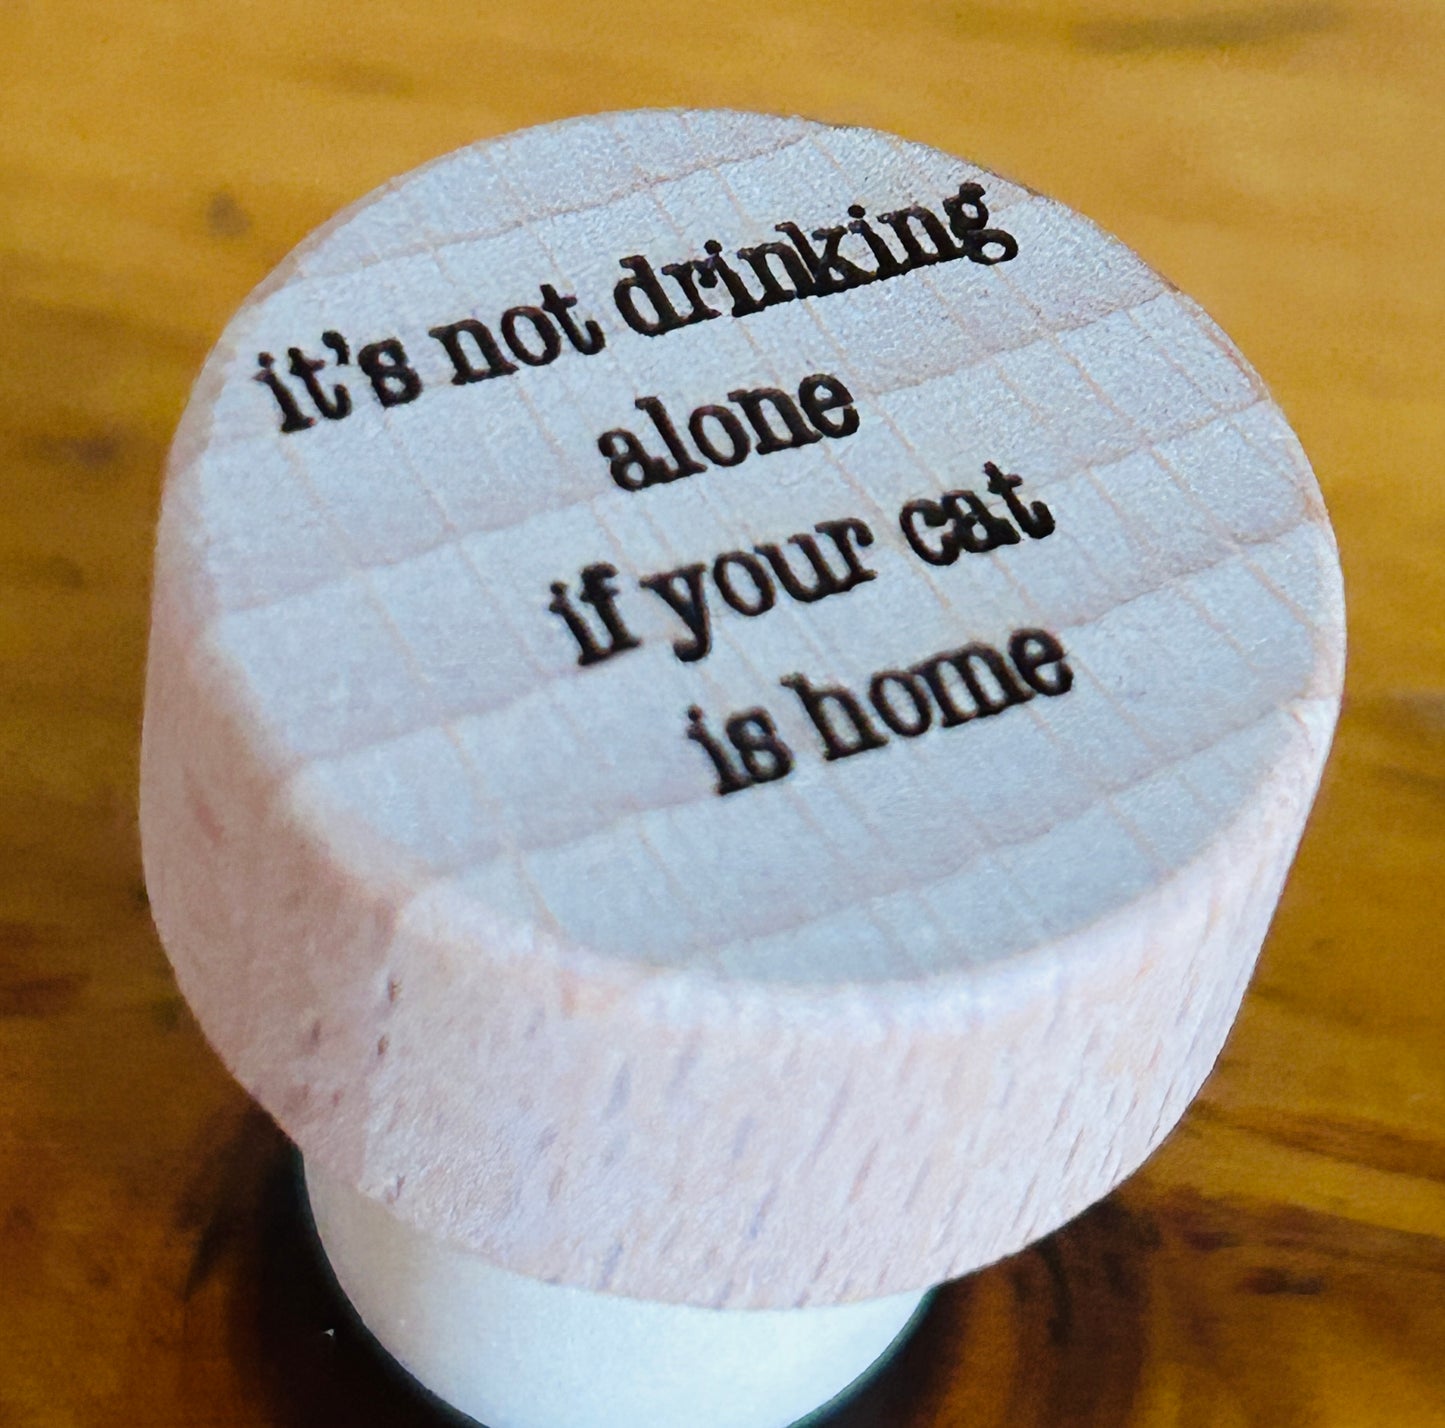 it's not drinking
alone
if your cat
is home